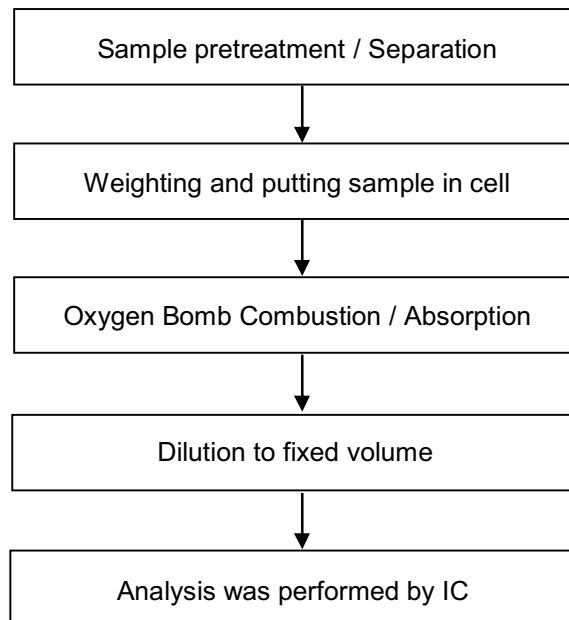 Sample pretreatment / Separation
Weighting and putting sample in cell
Oxygen Bomb Combustion / Absorption
Dilution to fixed volume
Analysis was performed by IC